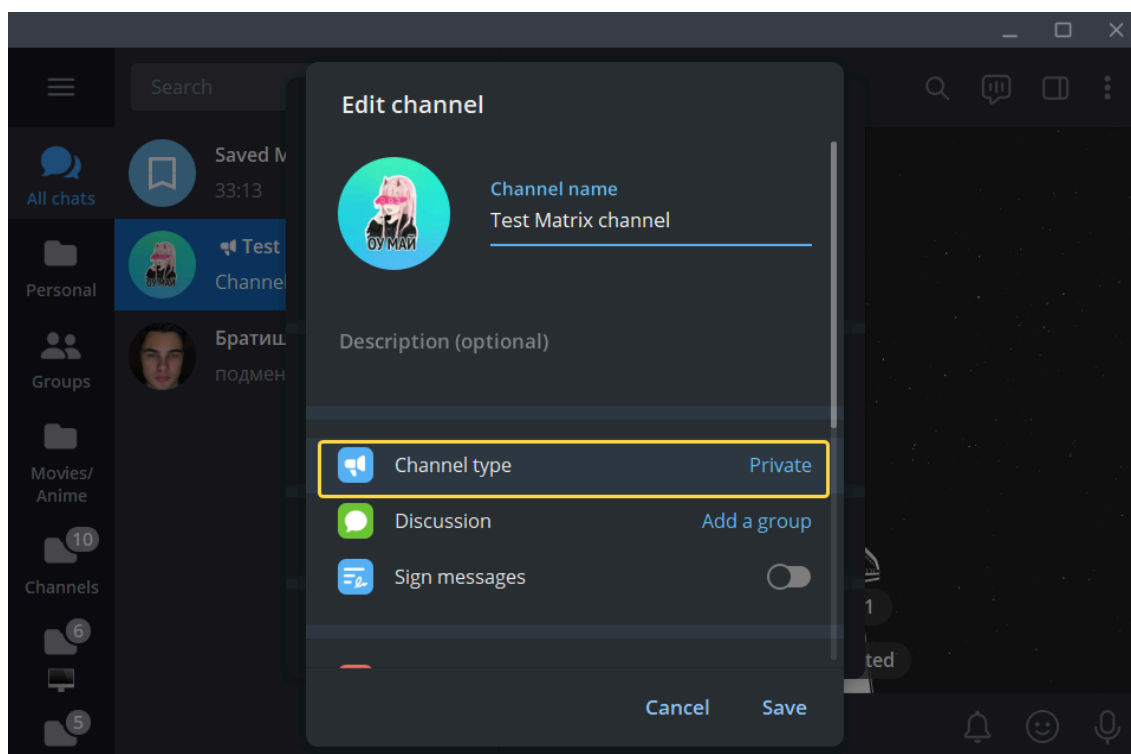 Search
Edit channel
All chats
Saved M
33:13
ОУ МАЙ
Channel name
Test Matrix channel
Test
Channel
Personal
Братиш
подмен
Description (optional)
Groups
Movies/
Anime
Channel type
Private
Discussion
Add a group
10
Channels
Sign messages
1
6
ted
Cancel
Save
5